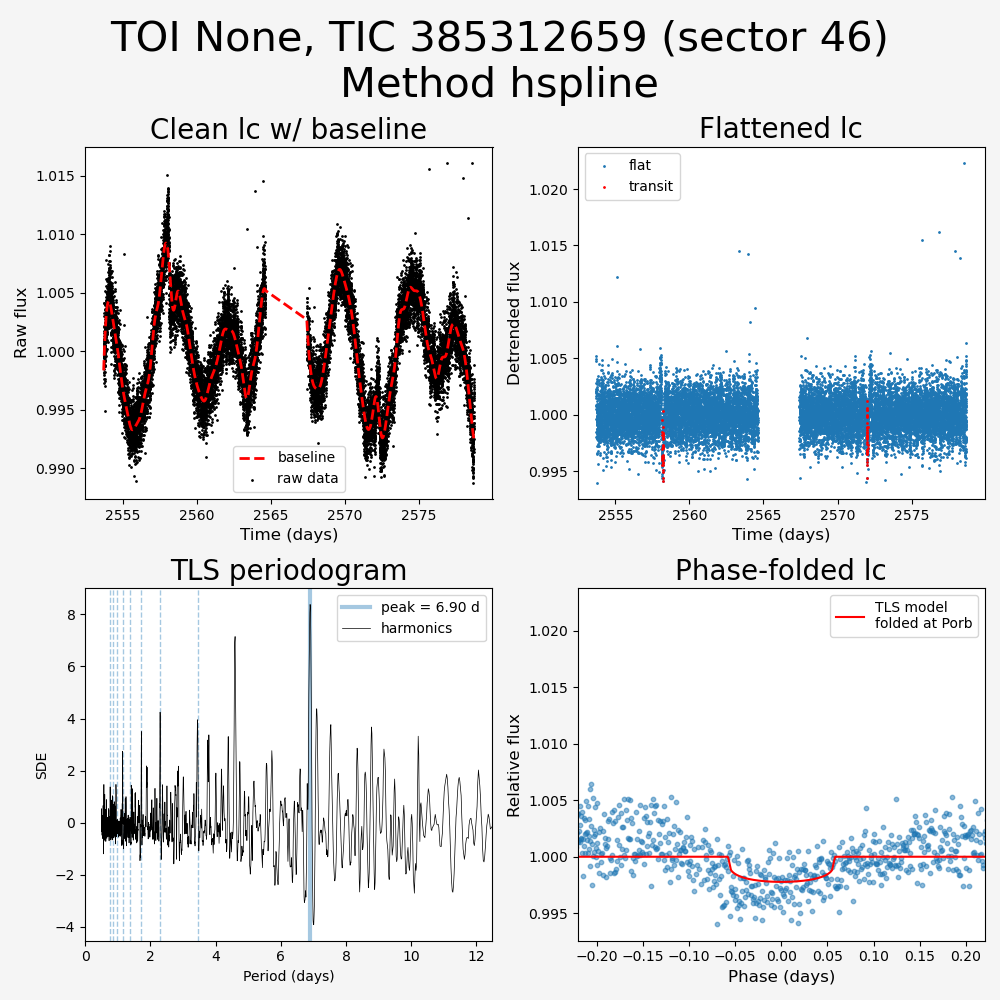 TOI None, TIC 385312659 (sector 46)
Method hspline
Clean lc w/ baseline
Raw flux
1.015
1.010
1.005
1.000
0.995
0.990
baseline
raw data
2555
2560
2565
2570
2575
Time (days)
Flattened lc
Detrended flux
1.020
1.015
1.010
1.005
1.000
0.995
flat
transit
2555
2560
2565
2570
2575
Time (days)
TLS periodogram
SDE
8
6
4
2
0
−2
−4
peak = 6.90 d
harmonics
0
2
4
6
8
10
12
Period (days)
Phase-folded lc
Relative flux
1.020
1.015
1.010
1.005
1.000
0.995
TLS model
folded at Porb
−0.20
−0.15
−0.10
−0.05
0.00
0.05
0.10
0.15
0.20
Phase (days)